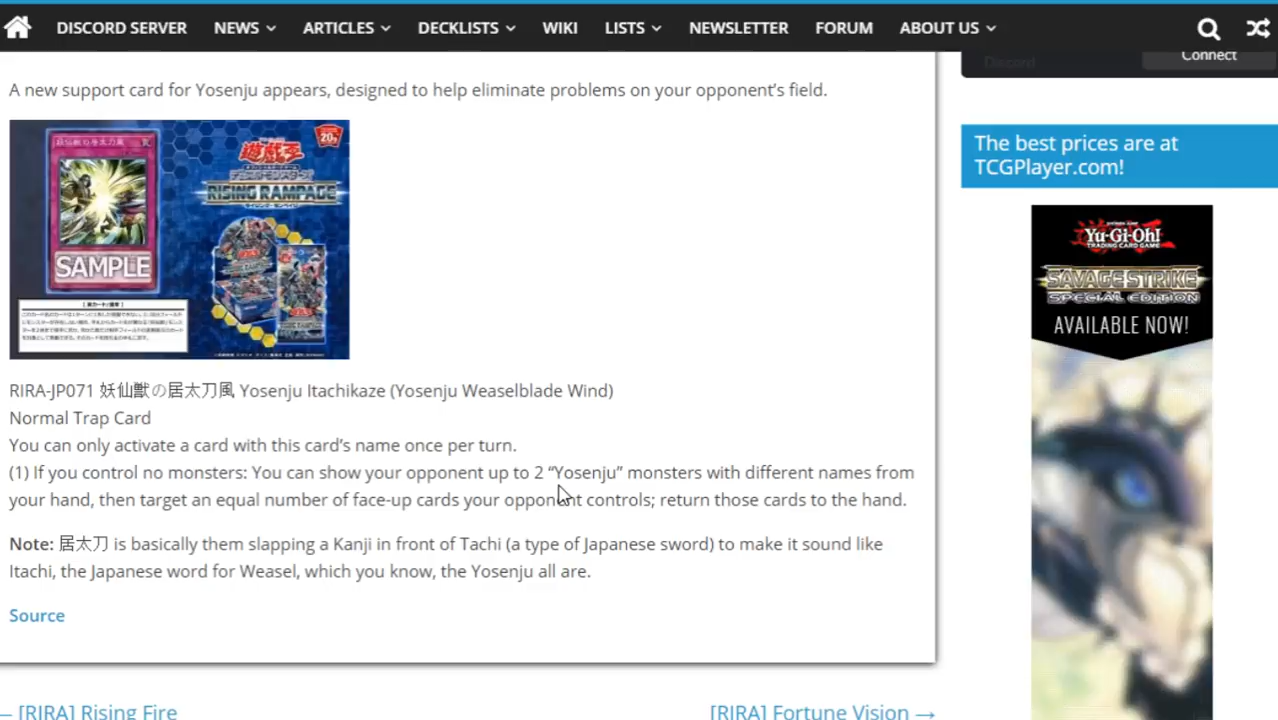 DISCORD SERVER NEWS ARTICLES DECKLISTS WIKI LISTS NEWSLETTER FORUM ABOUT US
Discord
Connect
A new support card for Yosenju appears, designed to help eliminate problems on your opponent's field.
The best prices are at
TCGPlayer.com!
20th
遊戯王
RISING RAMPAGE
SAMPLE
RIRA-JP071 妖仙獣の居太刀風 Yosenju Itachikaze (Yosenju Weaselblade Wind)
Normal Trap Card
You can only activate a card with this card's name once per turn.
(1) If you control no monsters: You can show your opponent up to 2 “Yosenju” monsters with different names from
your hand, then target an equal number of face-up cards your opponent controls; return those cards to the hand.
Note: 居太刀 is basically them slapping a Kanji in front of Tachi (a type of Japanese sword) to make it sound like
Itachi, the Japanese word for Weasel, which you know, the Yosenju all are.
Source
← [RIRA] Rising Fire
[RIRA] Fortune Vision →
Yu-Gi-Oh!
TRADING CARD GAME
SAVAGE STRIKE
SPECIAL EDITION
AVAILABLE NOW!